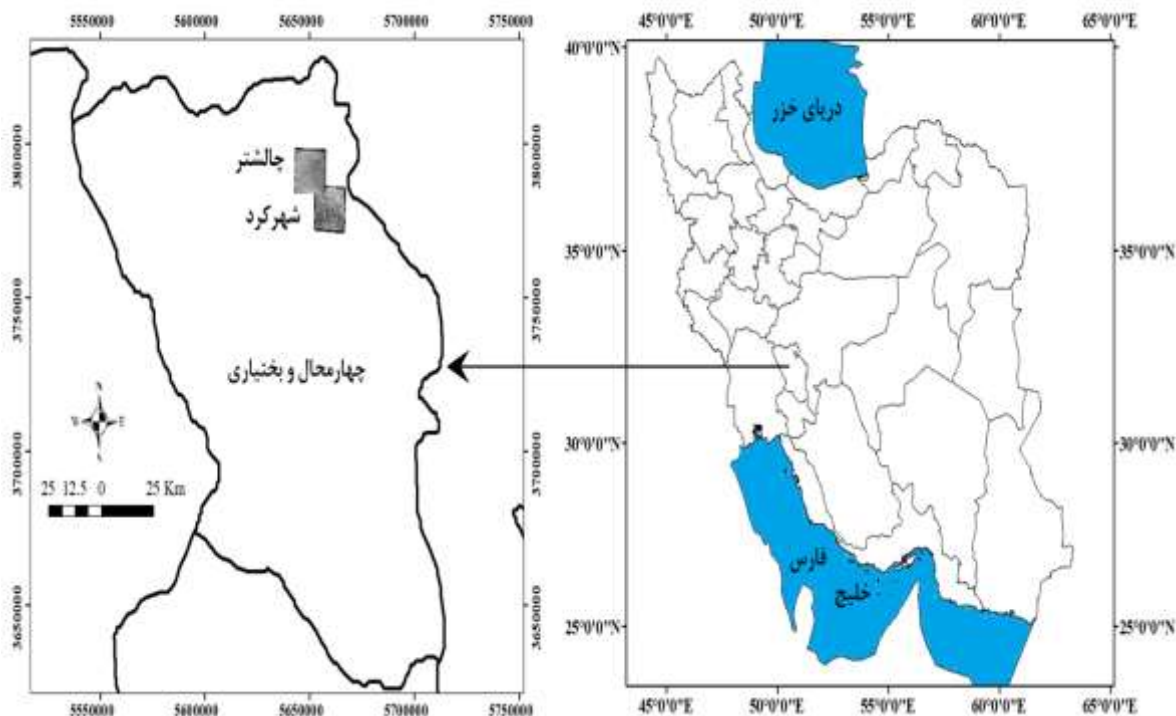 5550000 5600000 5650000 5700000 5750000
3800000 3800000
3750000 3750000
3700000 3700000
3650000 3650000
چالشتر
شهرکرد
چهارمحال و بختیاری
N
W E
S
25 12.5 0 25 Km
5550000 5600000 5650000 5700000 5750000
45°0'0"E 50°0'0"E 55°0'0"E 60°0'0"E 65°0'0"E
40°0'0"N
دریای خزر
35°0'0"N 35°0'0"N
30°0'0"N 30°0'0"N
فارس
خلیج
25°0'0"N 25°0'0"N
45°0'0"E 50°0'0"E 55°0'0"E 60°0'0"E 65°0'0"E